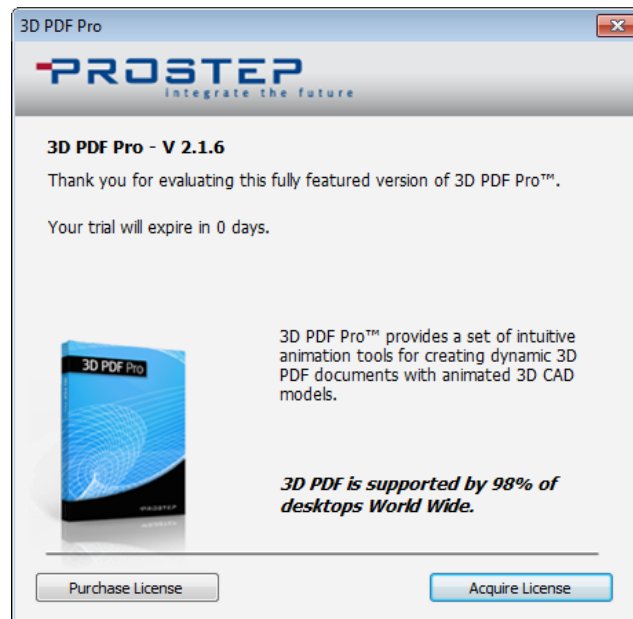 3D PDF Pro
PROSTEP
integrate the future
3D PDF Pro - V 2.1.6
Thank you for evaluating this fully featured version of 3D PDF Pro™.
Your trial will expire in 0 days.
3D PDF Pro™ provides a set of intuitive
animation tools for creating dynamic 3D
PDF documents with animated 3D CAD
models.
3D PDF Pro
PROSTEP
3D PDF is supported by 98% of
desktops World Wide.
Purchase License
Acquire License